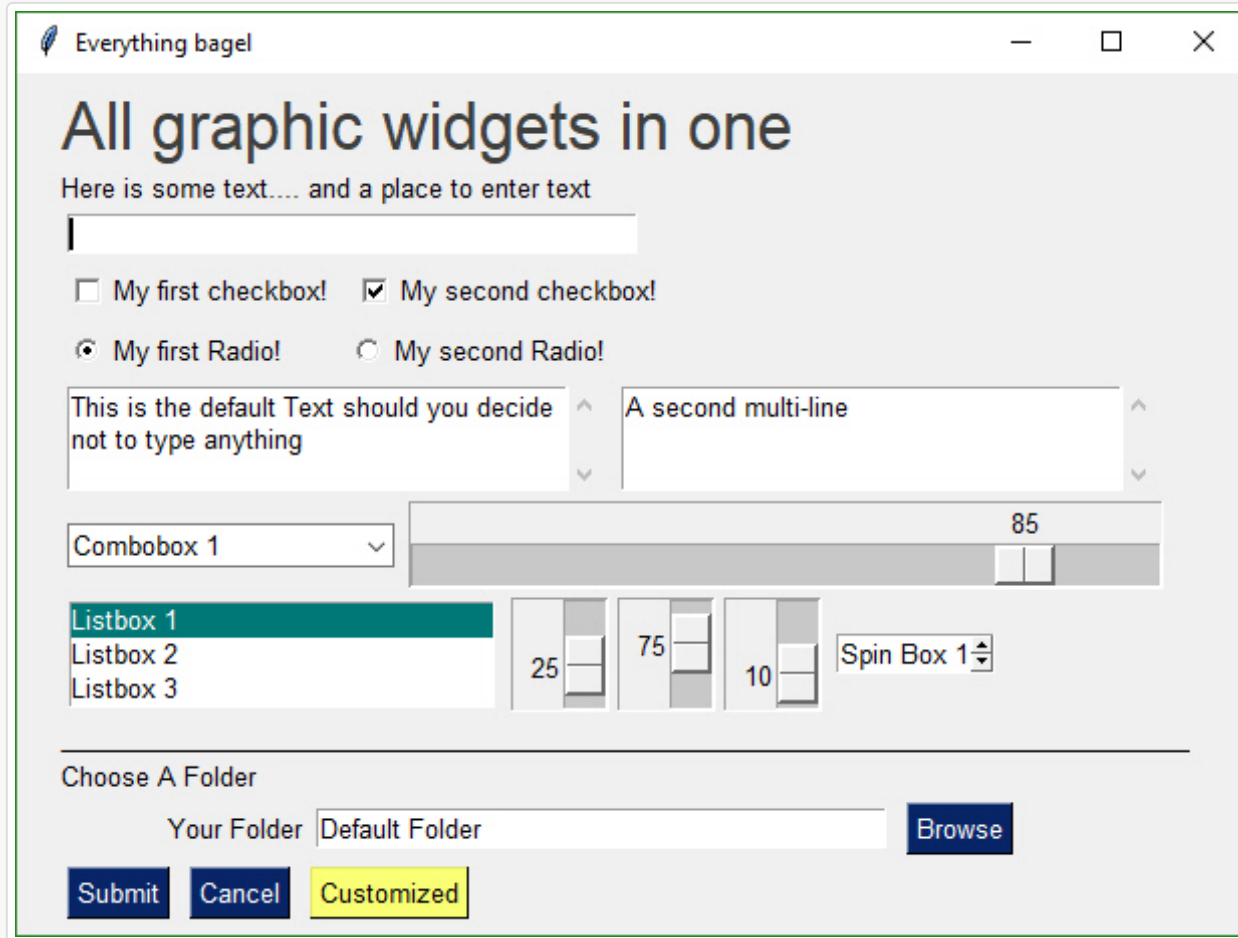 Everything bagel
All graphic widgets in one
Here is some text.... and a place to enter text
My first checkbox! My second checkbox!
My first Radio! My second Radio!
This is the default Text should you decide
not to type anything
A second multi-line
Combobox 1
85
Listbox 1
Listbox 2
Listbox 3
25
75
10
Spin Box 1
Choose A Folder
Your Folder Default Folder Browse
Submit Cancel Customized